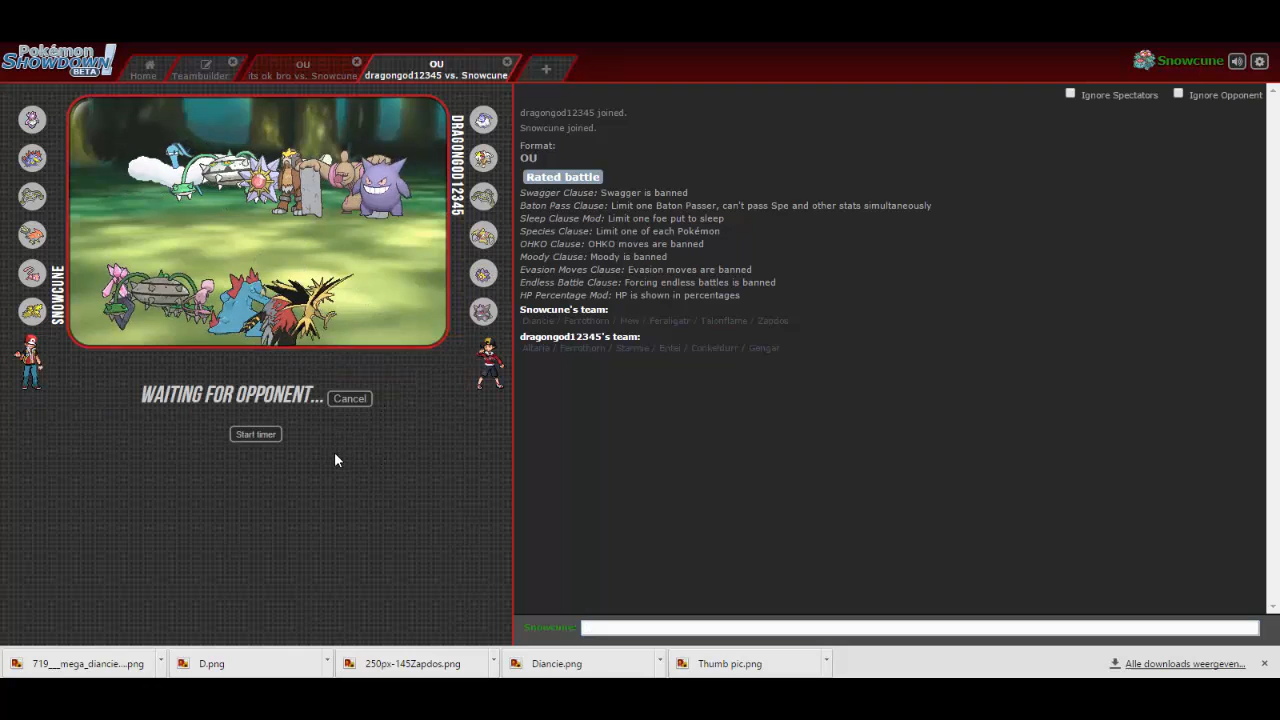 Pokémon
SHOWDOWN!
BETA
Home
Teambuilder
OU
its ok bro vs. Snowcune
OU
dragongod12345 vs. Snowcune
+
Snowcune
Ignore Spectators Ignore Opponent
SNOWCUNE
DRAGONGOD12345
WAITING FOR OPPONENT... Cancel
Start timer
dragongod12345 joined.
Snowcune joined.
Format:
OU
Rated battle
Swagger Clause: Swagger is banned
Baton Pass Clause: Limit one Baton Passer, can't pass Spe and other stats simultaneously
Sleep Clause Mod: Limit one foe put to sleep
Species Clause: Limit one of each Pokémon
OHKO Clause: OHKO moves are banned
Moody Clause: Moody is banned
Evasion Moves Clause: Evasion moves are banned
Endless Battle Clause: Forcing endless battles is banned
HP Percentage Mod: HP is shown in percentages
Snowcune's team:
Diancie / Ferrothorn / Mew / Feraligatr / Talonflame / Zapdos
dragongod12345's team:
Altaria / Ferrothorn / Starmie / Entei / Conkeldurr / Gengar
Snowcune:
719__mega_diancie....png
D.png
250px-145Zapdos.png
Diancie.png
Thumb pic.png
Alle downloads weergeven...